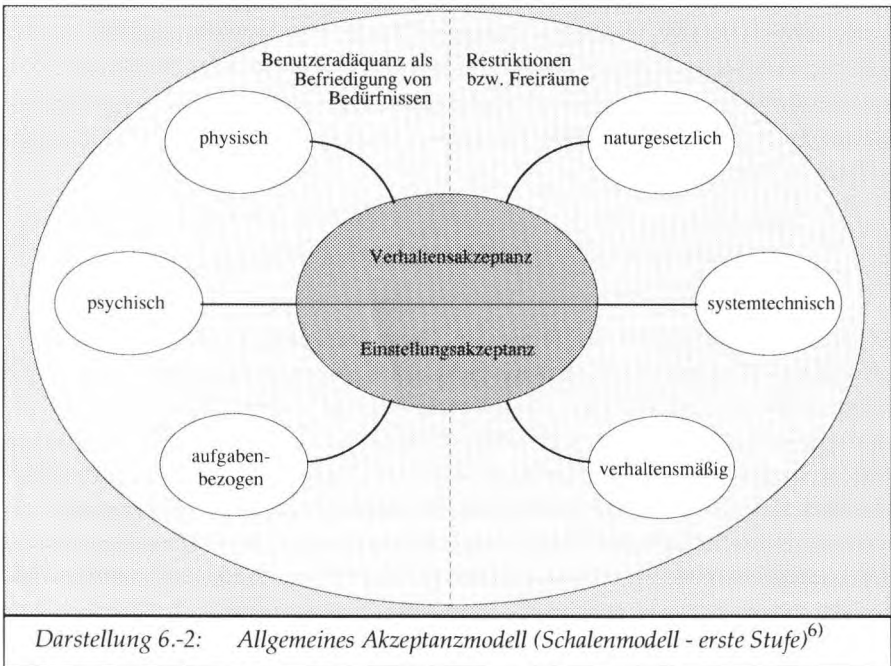 Benutzeradäquanz als
Befriedigung von
Bedürfnissen
Restriktionen
bzw. Freiräume
physisch
naturgesetzlich
Verhaltensakzeptanz
psychisch
systemtechnisch
Einstellungsakzeptanz
aufgaben-
bezogen
verhaltensmäßig
Darstellung 6.-2: Allgemeines Akzeptanzmodell (Schalenmodell - erste Stufe)6)